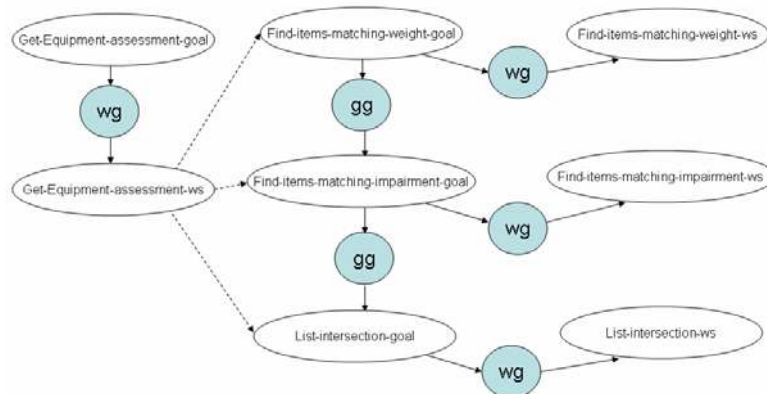 Get-Equipment-assessment-goal
Find-items-matching-weight-goal
Find-items-matching-weight-ws
wg
wg
gg
Get-Equipment-assessment-ws
Find-items-matching-impairment-goal
Find-items-matching-impairment-ws
wg
gg
List-intersection-goal
List-intersection-ws
wg